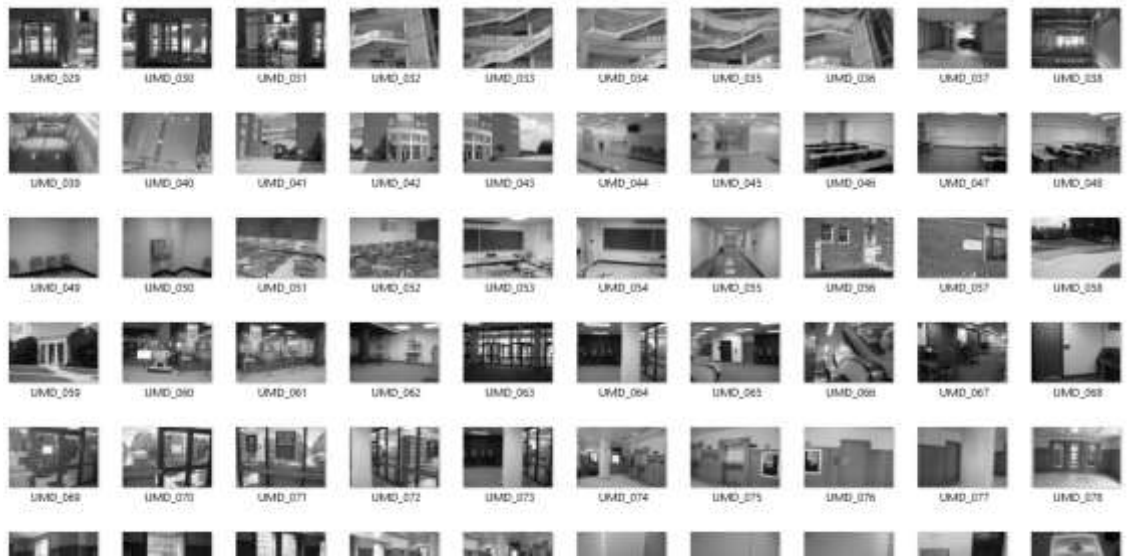 UMD_029 UMD_030 UMD_031 UMD_032 UMD_033 UMD_034 UMD_035 UMD_036 UMD_037 UMD_038
UMD_039 UMD_040 UMD_041 UMD_042 UMD_043 UMD_044 UMD_045 UMD_046 UMD_047 UMD_048
UMD_049 UMD_050 UMD_051 UMD_052 UMD_053 UMD_054 UMD_055 UMD_056 UMD_057 UMD_058
UMD_059 UMD_060 UMD_061 UMD_062 UMD_063 UMD_064 UMD_065 UMD_066 UMD_067 UMD_068
UMD_069 UMD_070 UMD_071 UMD_072 UMD_073 UMD_074 UMD_075 UMD_076 UMD_077 UMD_078